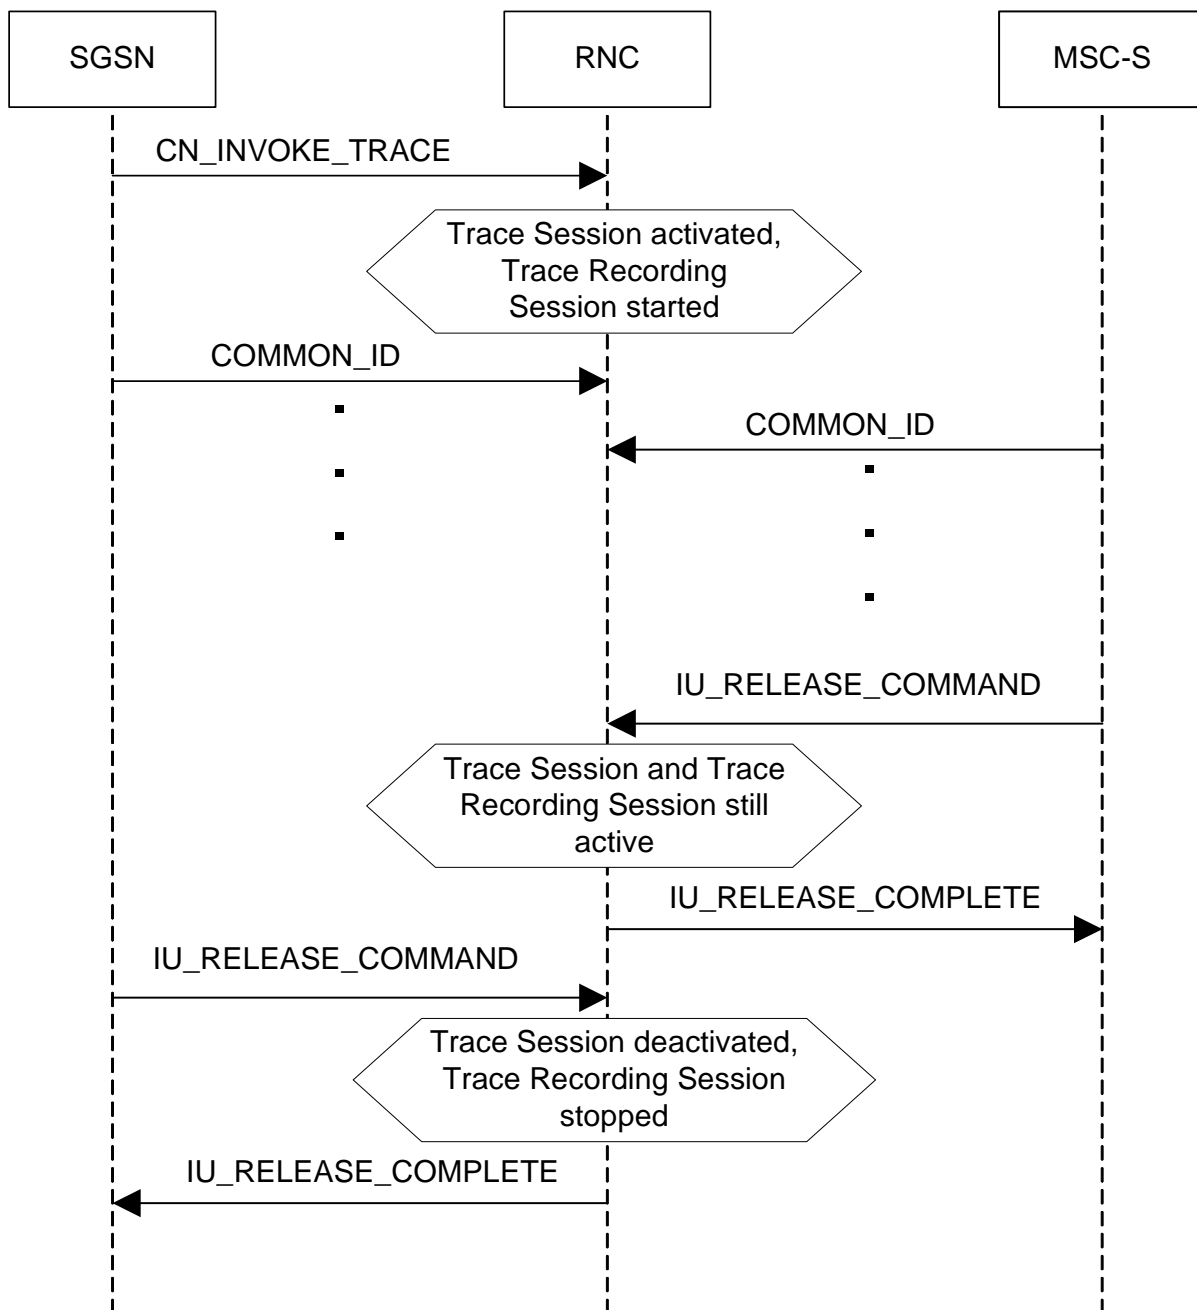 SGSN
RNC
MSC-S
CN_INVOKE_TRACE
Trace Session activated,
Trace Recording
Session started
COMMON_ID
COMMON_ID
IU_RELEASE_COMMAND
Trace Session and Trace
Recording Session still
active
IU_RELEASE_COMPLETE
IU_RELEASE_COMMAND
Trace Session deactivated,
Trace Recording Session
stopped
IU_RELEASE_COMPLETE